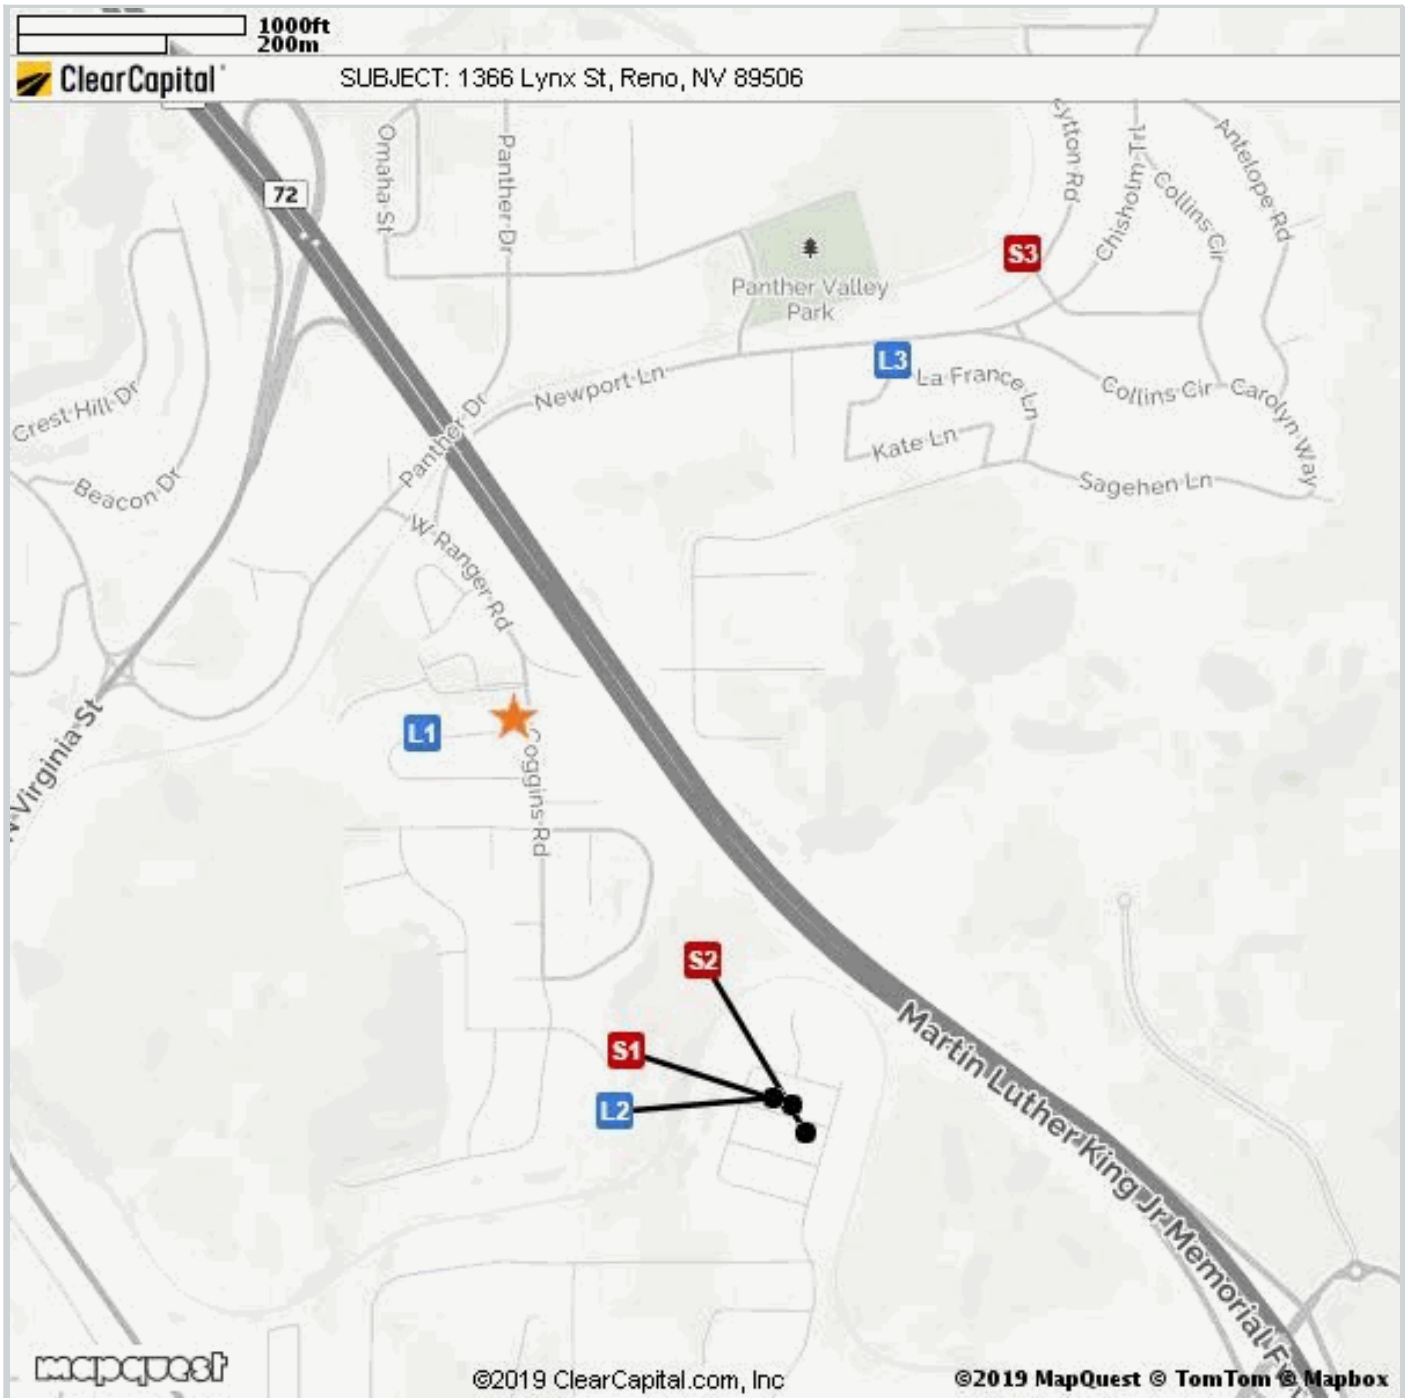 1000ft
200m
ClearCapital
SUBJECT: 1366 Lynx St, Reno, NV 89506
72
Omaha St
Panther Dr
Lytton Rd
Chisholm Trl
Collins Cir
Antelope Rd
S3
Panther Valley
Park
L3
La France Ln
Newport Ln
Collins Cir
Carolyn Way
Crest Hill Dr
Panther Dr
Kate Ln
Beacon Dr
Sagehen Ln
W Ranger Rd
L1
Coggins Rd
N Virginia St
S2
S1
L2
Martin Luther King Jr Memorial
mapquest
©2019 ClearCapital.com, Inc
©2019 MapQuest © TomTom © Mapbox